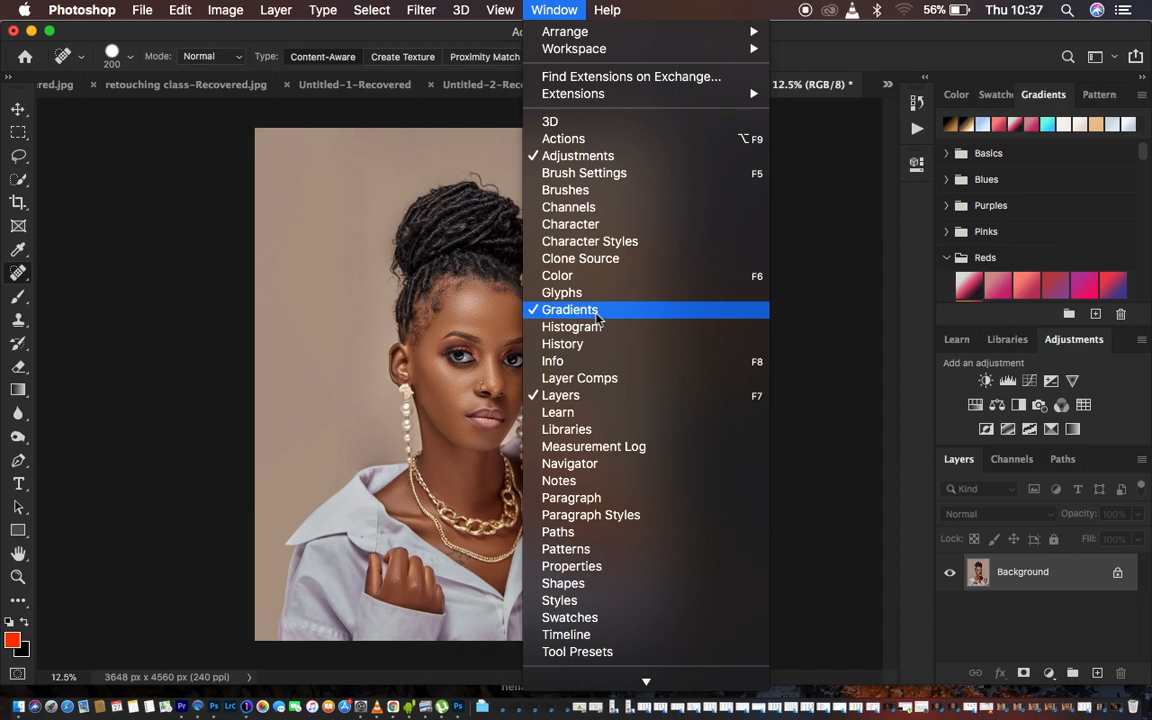 Photoshop File Edit Image Layer Type Select Filter 3D View Window Help 56% Thu 10:37
200 Mode: Normal Type: Content-Aware Create Texture Proximity Match
red.jpg × retouching class-Recovered.jpg × Untitled-1-Recovered × Untitled-2-Rec 12.5% (RGB/8) * »
Arrange
Workspace
Find Extensions on Exchange...
Extensions
3D
Actions ⌥F9
✓ Adjustments
Brush Settings F5
Brushes
Channels
Character
Character Styles
Clone Source
Color F6
Glyphs
✓ Gradients
Histogram
History
Info F8
Layer Comps
✓ Layers F7
Learn
Libraries
Measurement Log
Navigator
Notes
Paragraph
Paragraph Styles
Paths
Patterns
Properties
Shapes
Styles
Swatches
Timeline
Tool Presets
Color Swatche Gradients Pattern
Basics
Blues
Purples
Pinks
Reds
Learn Libraries Adjustments
Add an adjustment
Layers Channels Paths
Kind
Normal Opacity: 100%
Lock: Fill: 100%
Background
12.5% 3648 px x 4560 px (240 ppi)